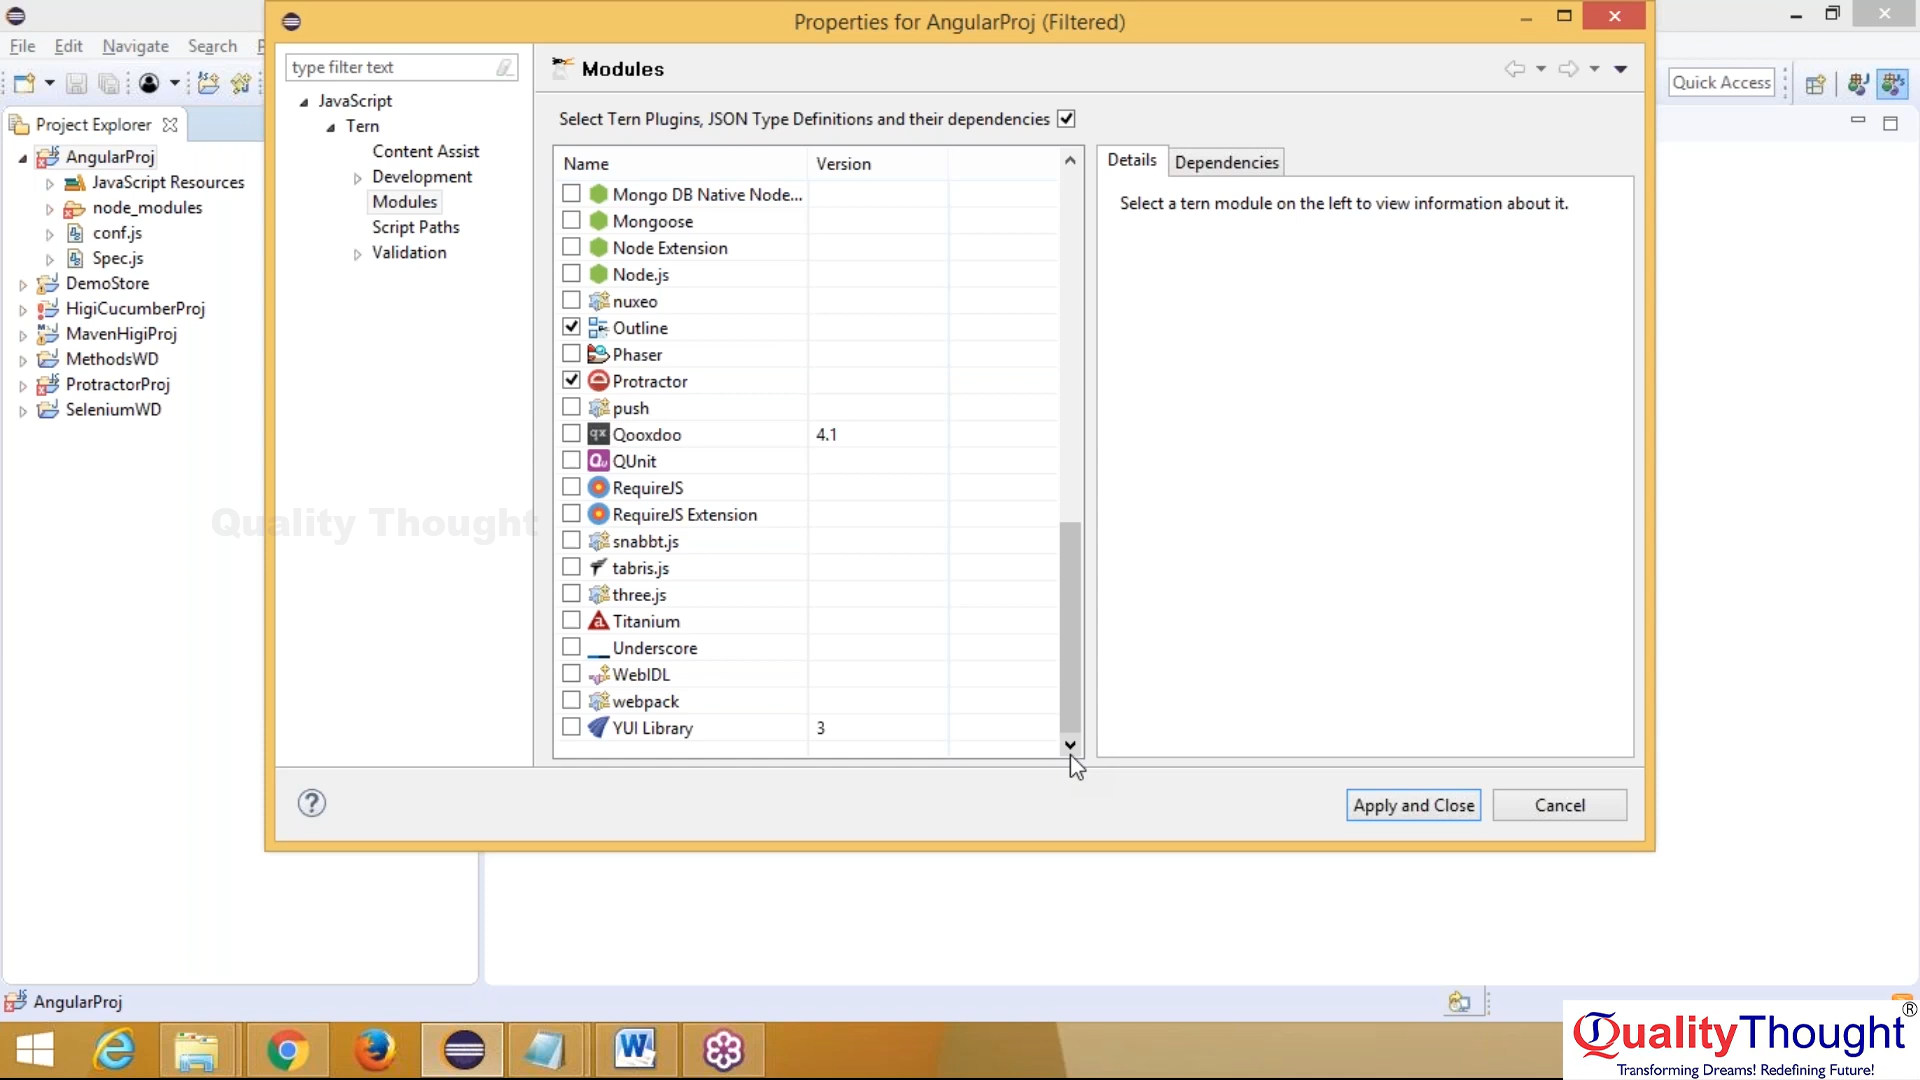 Properties for AngularProj (Filtered)
File Edit Navigate Search
Quick Access
Project Explorer
AngularProj
JavaScript Resources
node_modules
conf.js
Spec.js
DemoStore
HigiCucumberProj
MavenHigiProj
MethodsWD
ProtractorProj
SeleniumWD
type filter text
JavaScript
Tern
Content Assist
Development
Modules
Script Paths
Validation
Modules
Select Tern Plugins, JSON Type Definitions and their dependencies
Name Version
Mongo DB Native Node...
Mongoose
Node Extension
Node.js
nuxeo
Outline
Phaser
Protractor
push
Qooxdoo 4.1
QUnit
RequireJS
RequireJS Extension
snabbt.js
tabris.js
three.js
Titanium
Underscore
WebIDL
webpack
YUI Library 3
Details Dependencies
Select a tern module on the left to view information about it.
Quality Thought
Apply and Close Cancel
AngularProj
QualityThought®
Transforming Dreams! Redefining Future!